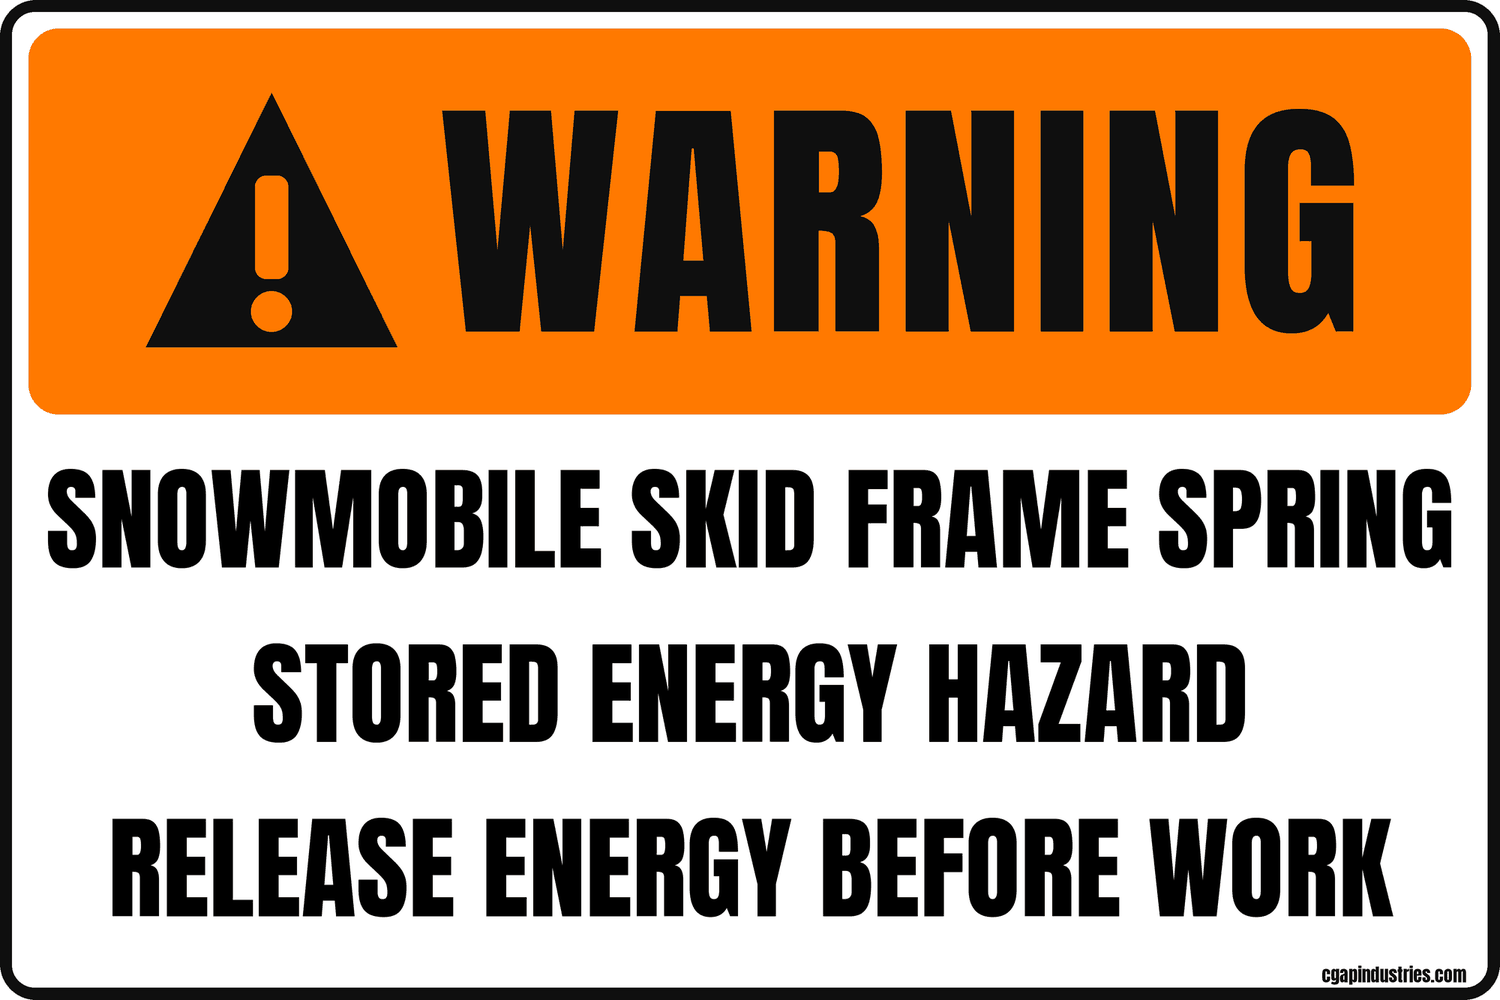 WARNING
SNOWMOBILE SKID FRAME SPRING
STORED ENERGY HAZARD
RELEASE ENERGY BEFORE WORK
cgapindustries.com